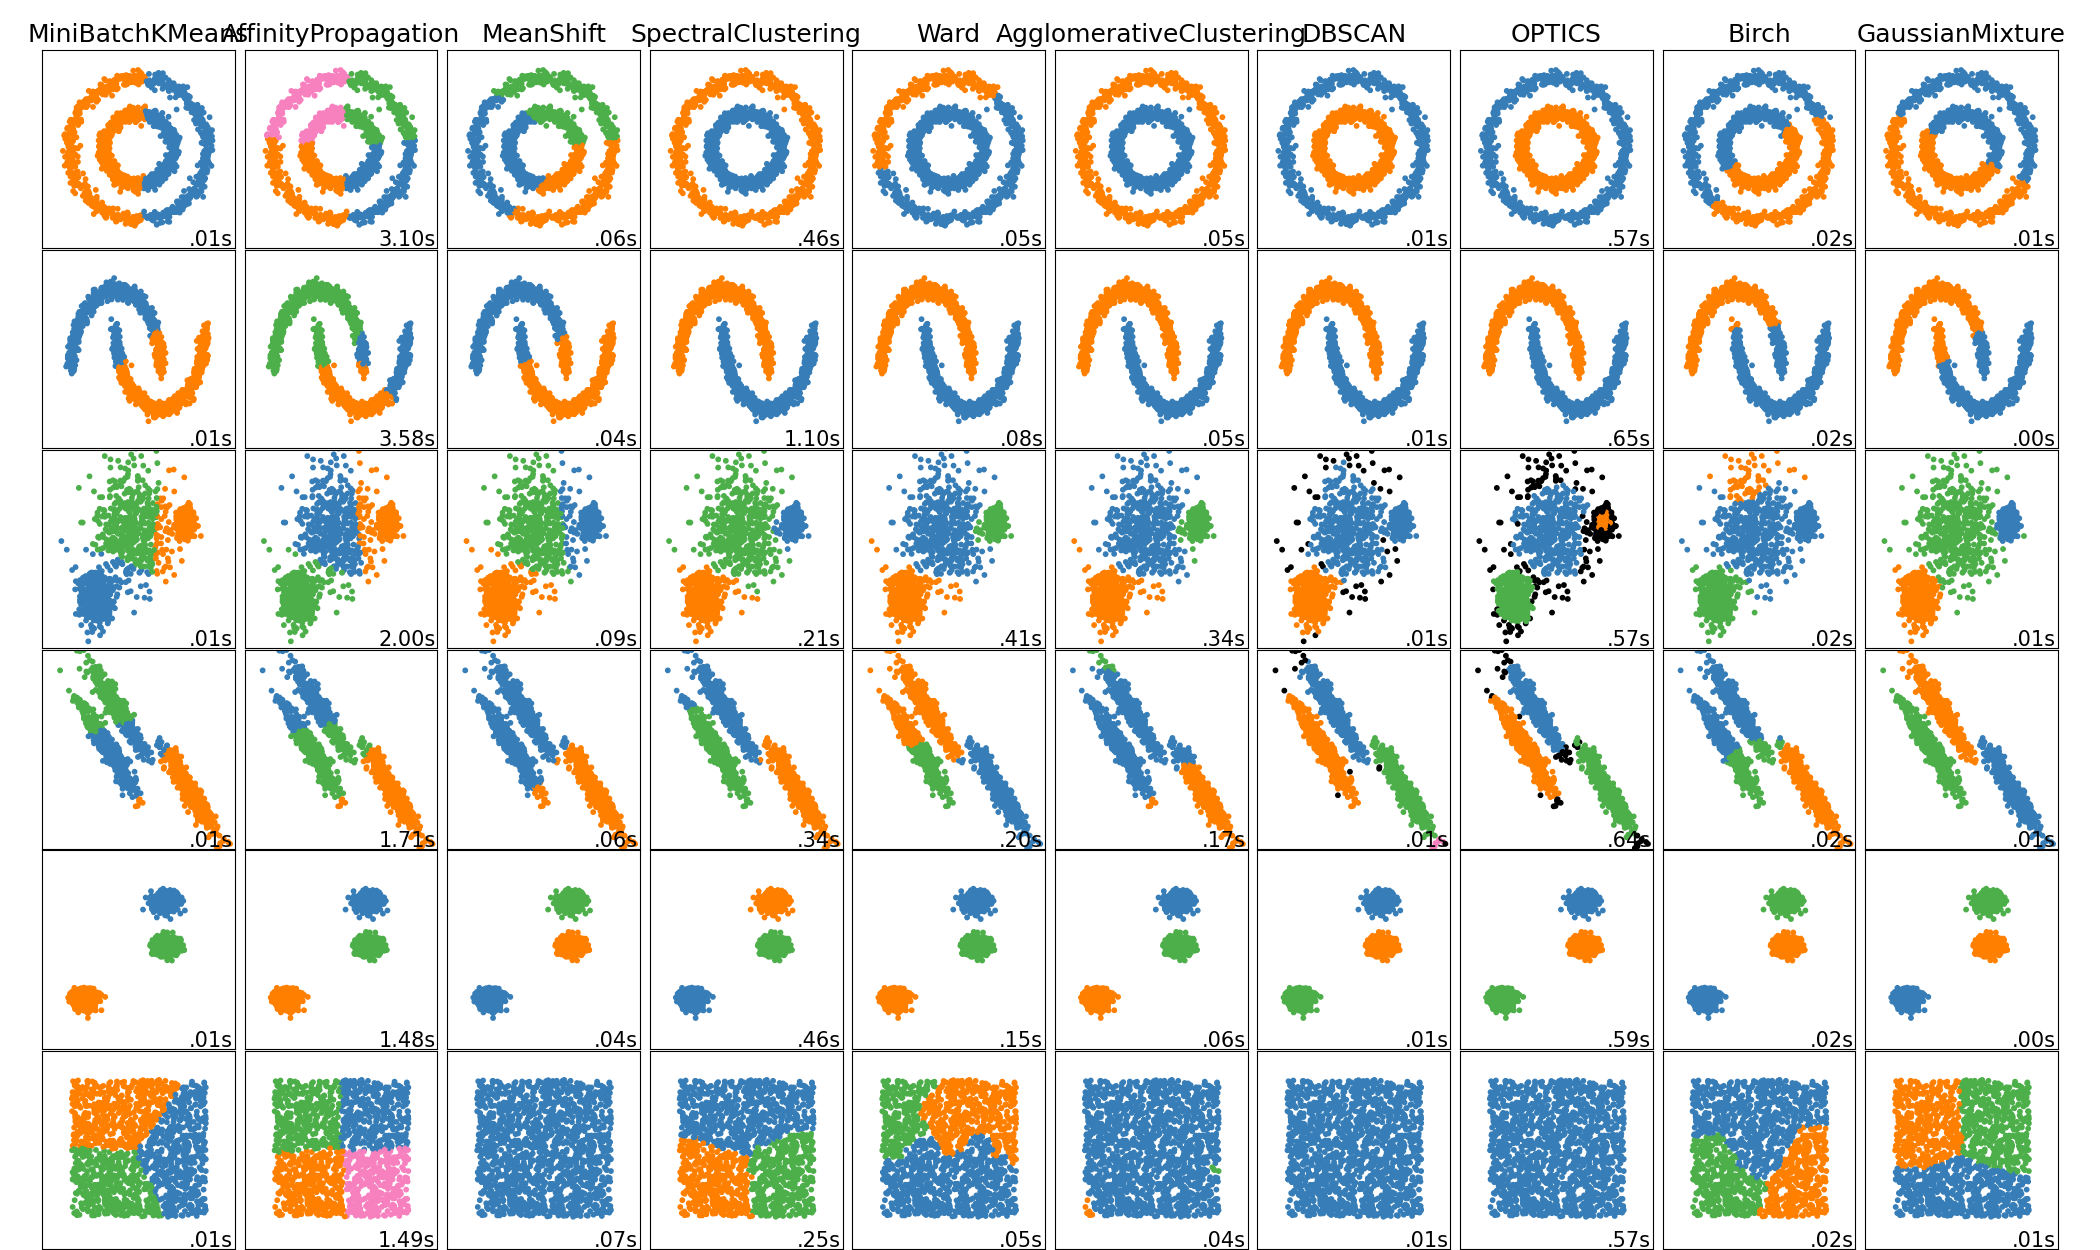 MiniBatchKMeans AffinityPropagation MeanShift SpectralClustering Ward AgglomerativeClustering DBSCAN OPTICS Birch GaussianMixture
.01s 3.10s .06s .46s .05s .05s .01s .57s .02s .01s
.01s 3.58s .04s 1.10s .08s .05s .01s .65s .02s .00s
.01s 2.00s .09s .21s .41s .34s .01s .57s .02s .01s
.01s 1.71s .06s .34s .20s .17s .01s .64s .02s .01s
.01s 1.48s .04s .46s .15s .06s .01s .59s .02s .00s
.01s 1.49s .07s .25s .05s .04s .01s .57s .02s .01s